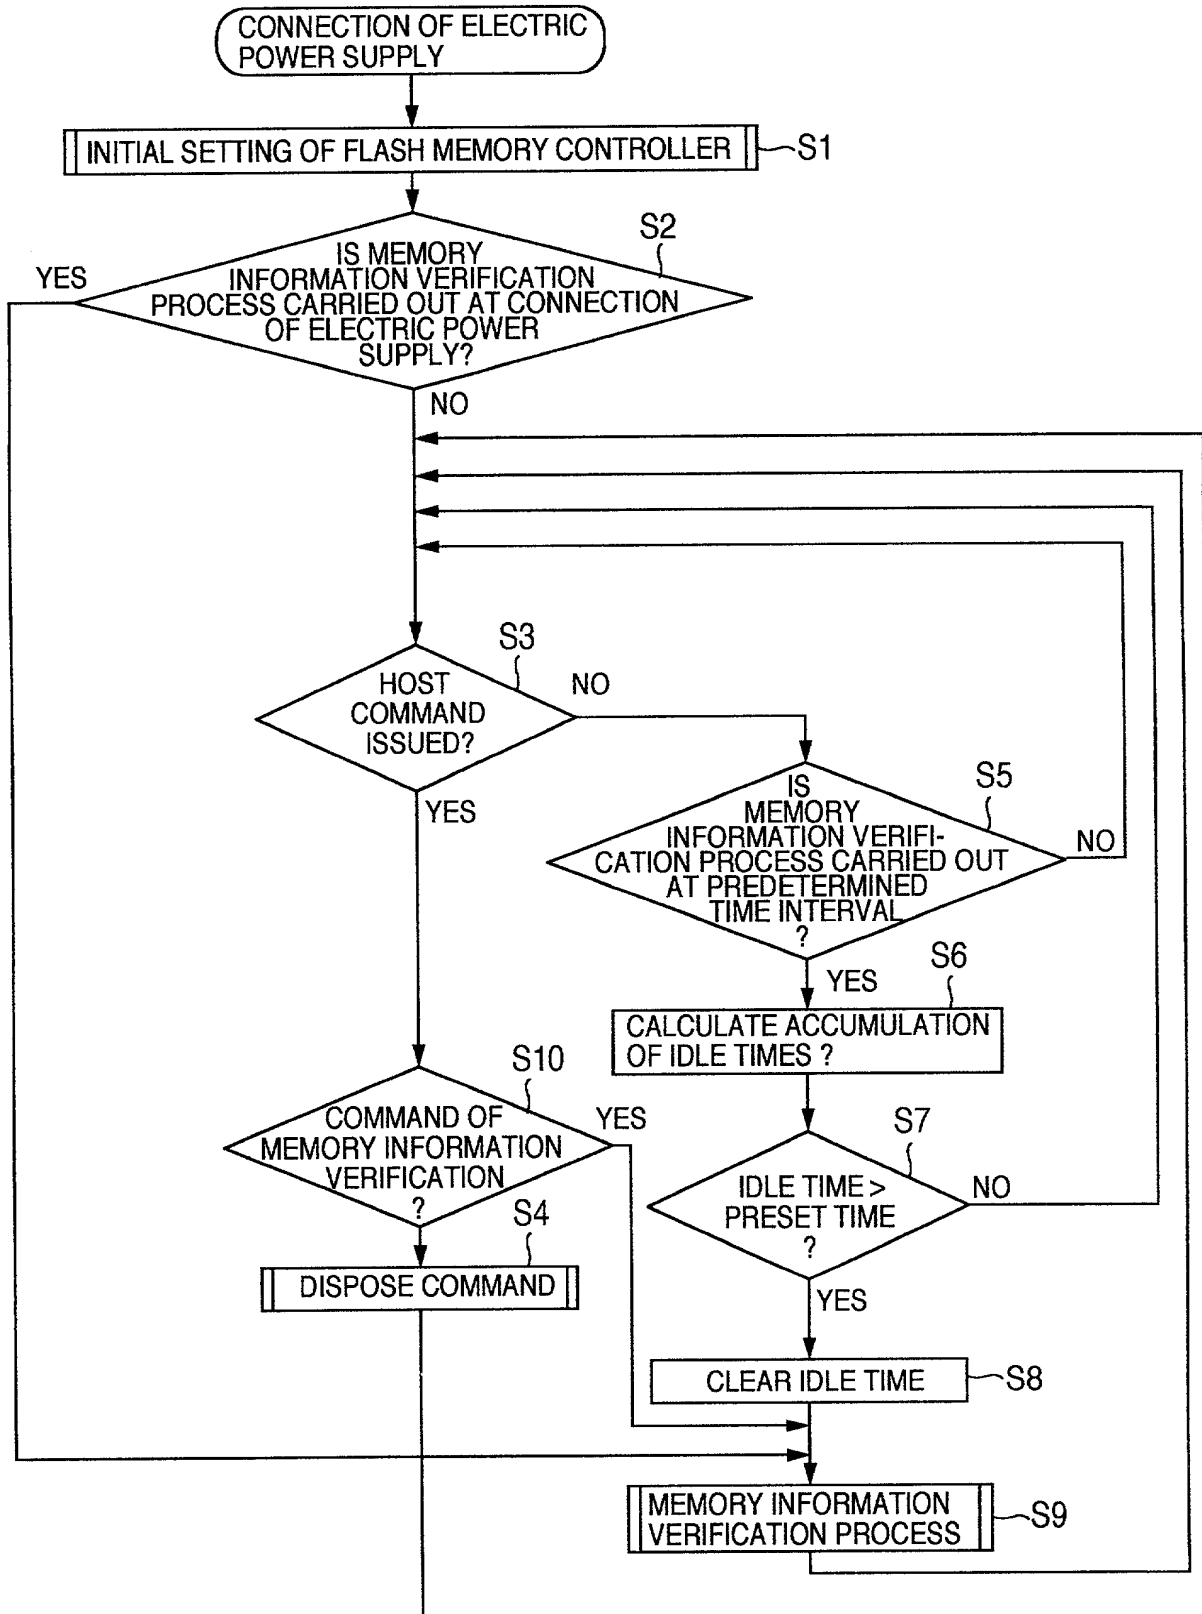 CONNECTION OF ELECTRIC
POWER SUPPLY
INITIAL SETTING OF FLASH MEMORY CONTROLLER
S1
S2
IS MEMORY
INFORMATION VERIFICATION
PROCESS CARRIED OUT AT CONNECTION
OF ELECTRIC POWER
SUPPLY?
YES
NO
S3
HOST
COMMAND
ISSUED?
NO
YES
S5
IS
MEMORY
INFORMATION VERIFI-
CATION PROCESS CARRIED OUT
AT PREDETERMINED
TIME INTERVAL
?
NO
YES
S6
CALCULATE ACCUMULATION
OF IDLE TIMES ?
S10
COMMAND OF
MEMORY INFORMATION
VERIFICATION
?
YES
S7
IDLE TIME >
PRESET TIME
?
NO
YES
S4
DISPOSE COMMAND
CLEAR IDLE TIME
S8
MEMORY INFORMATION
VERIFICATION PROCESS
S9